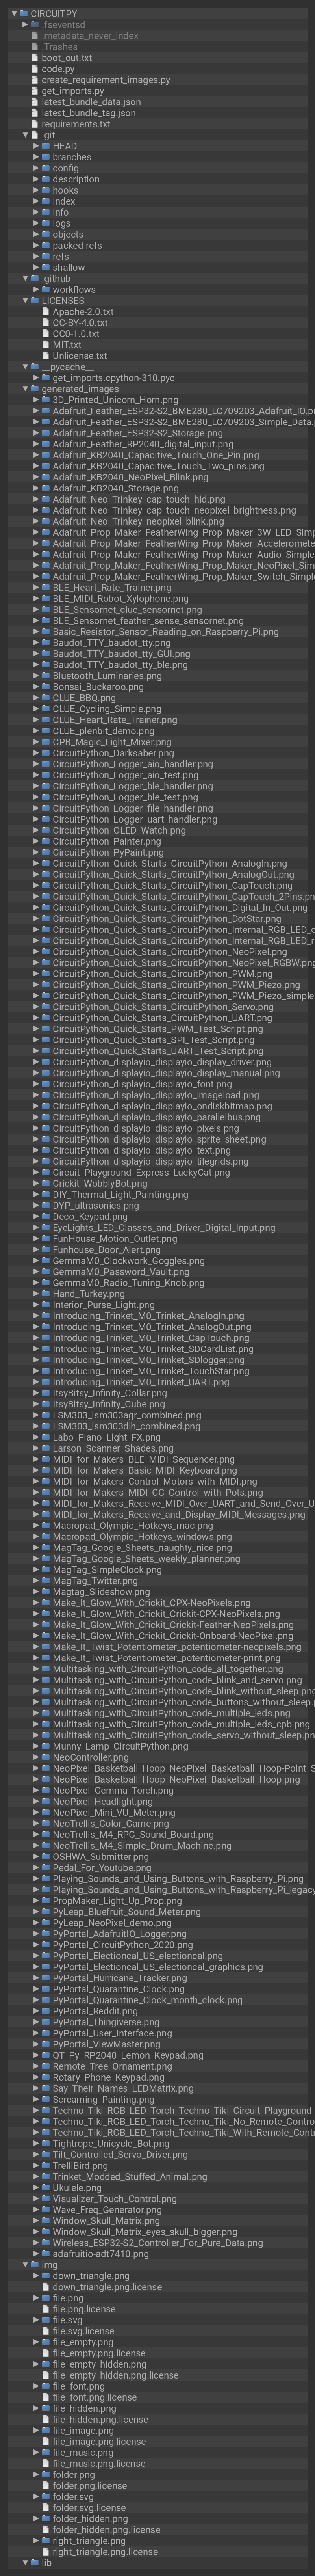 CIRCUITPY
.fseventsd
.metadata_never_index
.Trashes
boot_out.txt
code.py
create_requirement_images.py
get_imports.py
latest_bundle_data.json
latest_bundle_tag.json
requirements.txt
.git
HEAD
branches
config
description
hooks
index
info
logs
objects
packed-refs
refs
shallow
.github
workflows
LICENSES
Apache-2.0.txt
CC-BY-4.0.txt
CC0-1.0.txt
MIT.txt
Unlicense.txt
__pycache__
get_imports.cpython-310.pyc
generated_images
3D_Printed_Unicorn_Horn.png
Adafruit_Feather_ESP32-S2_BME280_LC709203_Adafruit_IO.pn
Adafruit_Feather_ESP32-S2_BME280_LC709203_Simple_Data.
Adafruit_Feather_ESP32-S2_Storage.png
Adafruit_Feather_RP2040_digital_input.png
Adafruit_KB2040_Capacitive_Touch_One_Pin.png
Adafruit_KB2040_Capacitive_Touch_Two_pins.png
Adafruit_KB2040_NeoPixel_Blink.png
Adafruit_KB2040_Storage.png
Adafruit_Neo_Trinkey_cap_touch_hid.png
Adafruit_Neo_Trinkey_cap_touch_neopixel_brightness.png
Adafruit_Neo_Trinkey_neopixel_blink.png
Adafruit_Prop_Maker_FeatherWing_Prop_Maker_3W_LED_Simp
Adafruit_Prop_Maker_FeatherWing_Prop_Maker_Acceleromete
Adafruit_Prop_Maker_FeatherWing_Prop_Maker_Audio_Simple
Adafruit_Prop_Maker_FeatherWing_Prop_Maker_NeoPixel_Sim
Adafruit_Prop_Maker_FeatherWing_Prop_Maker_Switch_Simple
BLE_Heart_Rate_Trainer.png
BLE_MIDI_Robot_Xylophone.png
BLE_Sensornet_clue_sensornet.png
BLE_Sensornet_feather_sense_sensornet.png
Basic_Resistor_Sensor_Reading_on_Raspberry_Pi.png
Baudot_TTY_baudot_tty.png
Baudot_TTY_baudot_tty_GUI.png
Baudot_TTY_baudot_tty_ble.png
Bluetooth_Luminaries.png
Bonsai_Buckaroo.png
CLUE_BBQ.png
CLUE_Cycling_Simple.png
CLUE_Heart_Rate_Trainer.png
CLUE_plenbit_demo.png
CPB_Magic_Light_Mixer.png
CircuitPython_Darksaber.png
CircuitPython_Logger_aio_handler.png
CircuitPython_Logger_aio_test.png
CircuitPython_Logger_ble_handler.png
CircuitPython_Logger_ble_test.png
CircuitPython_Logger_file_handler.png
CircuitPython_Logger_uart_handler.png
CircuitPython_OLED_Watch.png
CircuitPython_Painter.png
CircuitPython_PyPaint.png
CircuitPython_Quick_Starts_CircuitPython_AnalogIn.png
CircuitPython_Quick_Starts_CircuitPython_AnalogOut.png
CircuitPython_Quick_Starts_CircuitPython_CapTouch.png
CircuitPython_Quick_Starts_CircuitPython_CapTouch_2Pins.pn
CircuitPython_Quick_Starts_CircuitPython_Digital_In_Out.png
CircuitPython_Quick_Starts_CircuitPython_DotStar.png
CircuitPython_Quick_Starts_CircuitPython_Internal_RGB_LED_c
CircuitPython_Quick_Starts_CircuitPython_Internal_RGB_LED_r
CircuitPython_Quick_Starts_CircuitPython_NeoPixel.png
CircuitPython_Quick_Starts_CircuitPython_NeoPixel_RGBW.png
CircuitPython_Quick_Starts_CircuitPython_PWM.png
CircuitPython_Quick_Starts_CircuitPython_PWM_Piezo.png
CircuitPython_Quick_Starts_CircuitPython_PWM_Piezo_simple
CircuitPython_Quick_Starts_CircuitPython_Servo.png
CircuitPython_Quick_Starts_CircuitPython_UART.png
CircuitPython_Quick_Starts_PWM_Test_Script.png
CircuitPython_Quick_Starts_SPI_Test_Script.png
CircuitPython_Quick_Starts_UART_Test_Script.png
CircuitPython_displayio_displayio_display_driver.png
CircuitPython_displayio_displayio_display_manual.png
CircuitPython_displayio_displayio_font.png
CircuitPython_displayio_displayio_imageload.png
CircuitPython_displayio_displayio_ondiskbitmap.png
CircuitPython_displayio_displayio_parallelbus.png
CircuitPython_displayio_displayio_pixels.png
CircuitPython_displayio_displayio_sprite_sheet.png
CircuitPython_displayio_displayio_text.png
CircuitPython_displayio_displayio_tilegrids.png
Circuit_Playground_Express_LuckyCat.png
Crickit_WobblyBot.png
DIY_Thermal_Light_Painting.png
DYP_ultrasonics.png
Deco_Keypad.png
EyeLights_LED_Glasses_and_Driver_Digital_Input.png
FunHouse_Motion_Outlet.png
Funhouse_Door_Alert.png
GemmaM0_Clockwork_Goggles.png
GemmaM0_Password_Vault.png
GemmaM0_Radio_Tuning_Knob.png
Hand_Turkey.png
Interior_Purse_Light.png
Introducing_Trinket_M0_Trinket_AnalogIn.png
Introducing_Trinket_M0_Trinket_AnalogOut.png
Introducing_Trinket_M0_Trinket_CapTouch.png
Introducing_Trinket_M0_Trinket_SDCardList.png
Introducing_Trinket_M0_Trinket_SDlogger.png
Introducing_Trinket_M0_Trinket_TouchStar.png
Introducing_Trinket_M0_Trinket_UART.png
ItsyBitsy_Infinity_Collar.png
ItsyBitsy_Infinity_Cube.png
LSM303_lsm303agr_combined.png
LSM303_lsm303dlh_combined.png
Labo_Piano_Light_FX.png
Larson_Scanner_Shades.png
MIDI_for_Makers_BLE_MIDI_Sequencer.png
MIDI_for_Makers_Basic_MIDI_Keyboard.png
MIDI_for_Makers_Control_Motors_with_MIDI.png
MIDI_for_Makers_MIDI_CC_Control_with_Pots.png
MIDI_for_Makers_Receive_MIDI_Over_UART_and_Send_Over_U
MIDI_for_Makers_Receive_and_Display_MIDI_Messages.png
Macropad_Olympic_Hotkeys_mac.png
Macropad_Olympic_Hotkeys_windows.png
MagTag_Google_Sheets_naughty_nice.png
MagTag_Google_Sheets_weekly_planner.png
MagTag_SimpleClock.png
MagTag_Twitter.png
Magtag_Slideshow.png
Make_It_Glow_With_Crickit_CPX-NeoPixels.png
Make_It_Glow_With_Crickit_Crickit-CPX-NeoPixels.png
Make_It_Glow_With_Crickit_Crickit-Feather-NeoPixels.png
Make_It_Glow_With_Crickit_Crickit-Onboard-NeoPixel.png
Make_It_Twist_Potentiometer_potentiometer-neopixels.png
Make_It_Twist_Potentiometer_potentiometer-print.png
Multitasking_with_CircuitPython_code_all_together.png
Multitasking_with_CircuitPython_code_blink_and_servo.png
Multitasking_with_CircuitPython_code_blink_without_sleep.png
Multitasking_with_CircuitPython_code_buttons_without_sleep.p
Multitasking_with_CircuitPython_code_multiple_leds.png
Multitasking_with_CircuitPython_code_multiple_leds_cpb.png
Multitasking_with_CircuitPython_code_servo_without_sleep.pn
Munny_Lamp_CircuitPython.png
NeoController.png
NeoPixel_Basketball_Hoop_NeoPixel_Basketball_Hoop-Point_S
NeoPixel_Basketball_Hoop_NeoPixel_Basketball_Hoop.png
NeoPixel_Gemma_Torch.png
NeoPixel_Headlight.png
NeoPixel_Mini_VU_Meter.png
NeoTrellis_Color_Game.png
NeoTrellis_M4_RPG_Sound_Board.png
NeoTrellis_M4_Simple_Drum_Machine.png
OSHWA_Submitter.png
Pedal_For_Youtube.png
Playing_Sounds_and_Using_Buttons_with_Raspberry_Pi.png
Playing_Sounds_and_Using_Buttons_with_Raspberry_Pi_legacy
PropMaker_Light_Up_Prop.png
PyLeap_Bluefruit_Sound_Meter.png
PyLeap_NeoPixel_demo.png
PyPortal_AdafruitIO_Logger.png
PyPortal_CircuitPython_2020.png
PyPortal_Electioncal_US_electioncal.png
PyPortal_Electioncal_US_electioncal_graphics.png
PyPortal_Hurricane_Tracker.png
PyPortal_Quarantine_Clock.png
PyPortal_Quarantine_Clock_month_clock.png
PyPortal_Reddit.png
PyPortal_Thingiverse.png
PyPortal_User_Interface.png
PyPortal_ViewMaster.png
QT_Py_RP2040_Lemon_Keypad.png
Remote_Tree_Ornament.png
Rotary_Phone_Keypad.png
Say_Their_Names_LEDMatrix.png
Screaming_Painting.png
Techno_Tiki_RGB_LED_Torch_Techno_Tiki_Circuit_Playground_
Techno_Tiki_RGB_LED_Torch_Techno_Tiki_No_Remote_Contro
Techno_Tiki_RGB_LED_Torch_Techno_Tiki_With_Remote_Contr
Tightrope_Unicycle_Bot.png
Tilt_Controlled_Servo_Driver.png
TrelliBird.png
Trinket_Modded_Stuffed_Animal.png
Ukulele.png
Visualizer_Touch_Control.png
Wave_Freq_Generator.png
Window_Skull_Matrix.png
Window_Skull_Matrix_eyes_skull_bigger.png
Wireless_ESP32-S2_Controller_For_Pure_Data.png
adafruitio-adt7410.png
img
down_triangle.png
down_triangle.png.license
file.png
file.png.license
file.svg
file.svg.license
file_empty.png
file_empty.png.license
file_empty_hidden.png
file_empty_hidden.png.license
file_font.png
file_font.png.license
file_hidden.png
file_hidden.png.license
file_image.png
file_image.png.license
file_music.png
file_music.png.license
folder.png
folder.png.license
folder.svg
folder.svg.license
folder_hidden.png
folder_hidden.png.license
right_triangle.png
right_triangle.png.license
lib